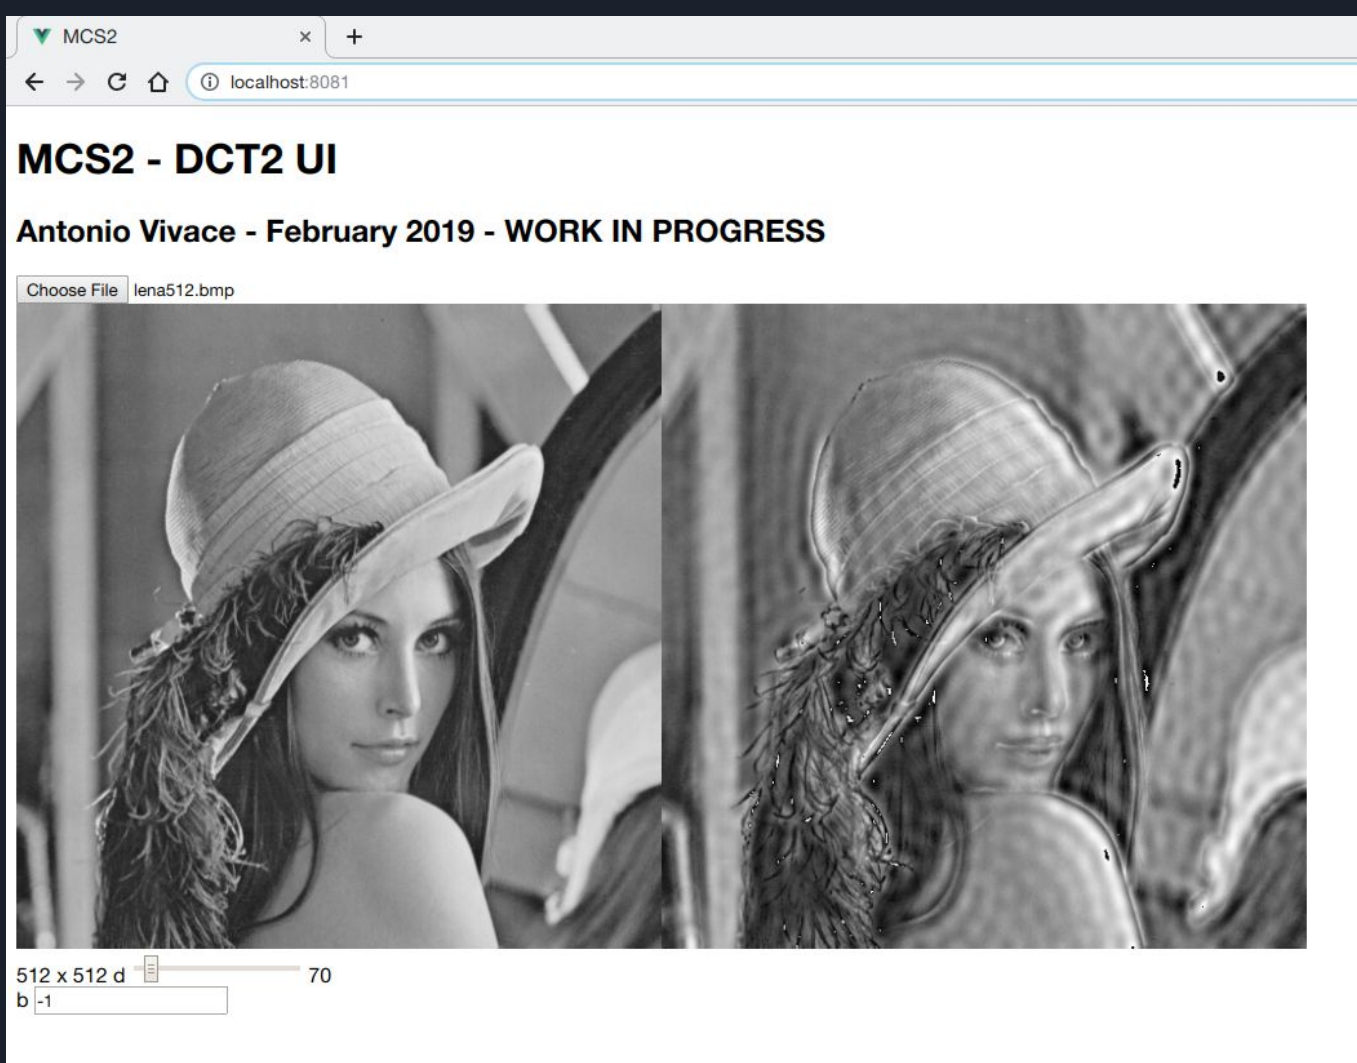 MCS2
localhost:8081
MCS2 - DCT2 UI
Antonio Vivace - February 2019 - WORK IN PROGRESS
Choose File lena512.bmp
512 x 512 d 70
b -1